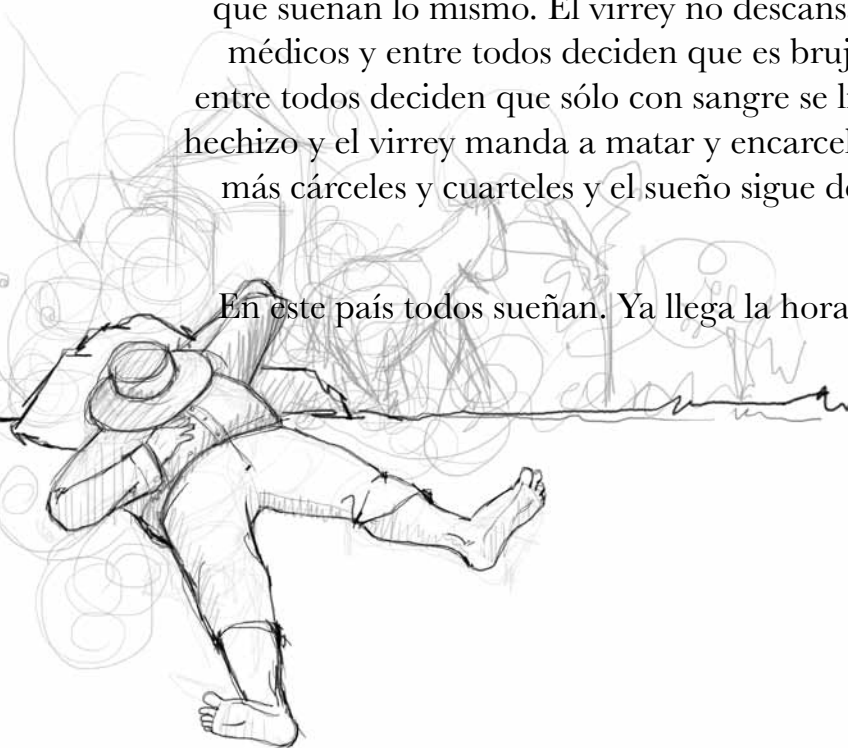 que sueñan lo mismo. El virrey no descans
médicos y entre todos deciden que es bruj
entre todos deciden que sólo con sangre se li
hechizo y el virrey manda a matar y encarcel
más cárceles y cuarteles y el sueño sigue
En este país todos sueñan. Ya llega la hora